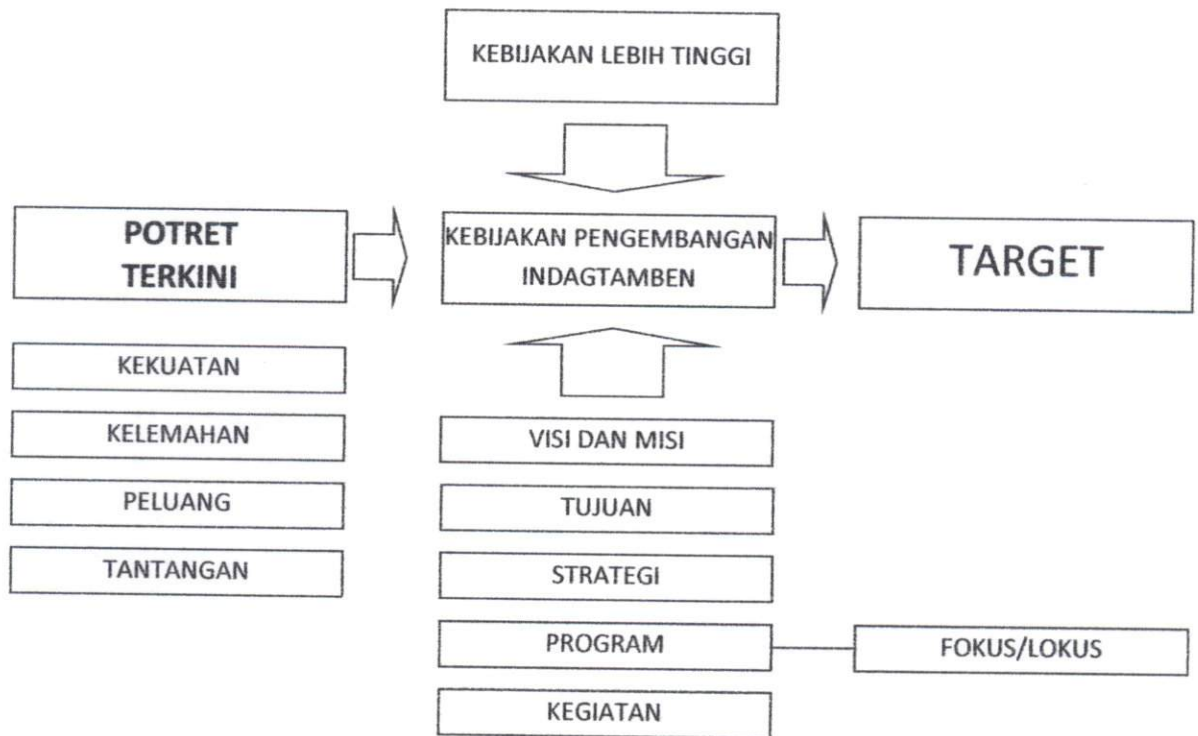 KEBIJAKAN LEBIH TINGGI
POTRET
TERKINI
KEBIJAKAN PENGEMBANGAN
INDAGTAMBEN
TARGET
KEKUATAN
KELEMAHAN
PELUANG
TANTANGAN
VISI DAN MISI
TUJUAN
STRATEGI
PROGRAM
FOKUS/LOKUS
KEGIATAN